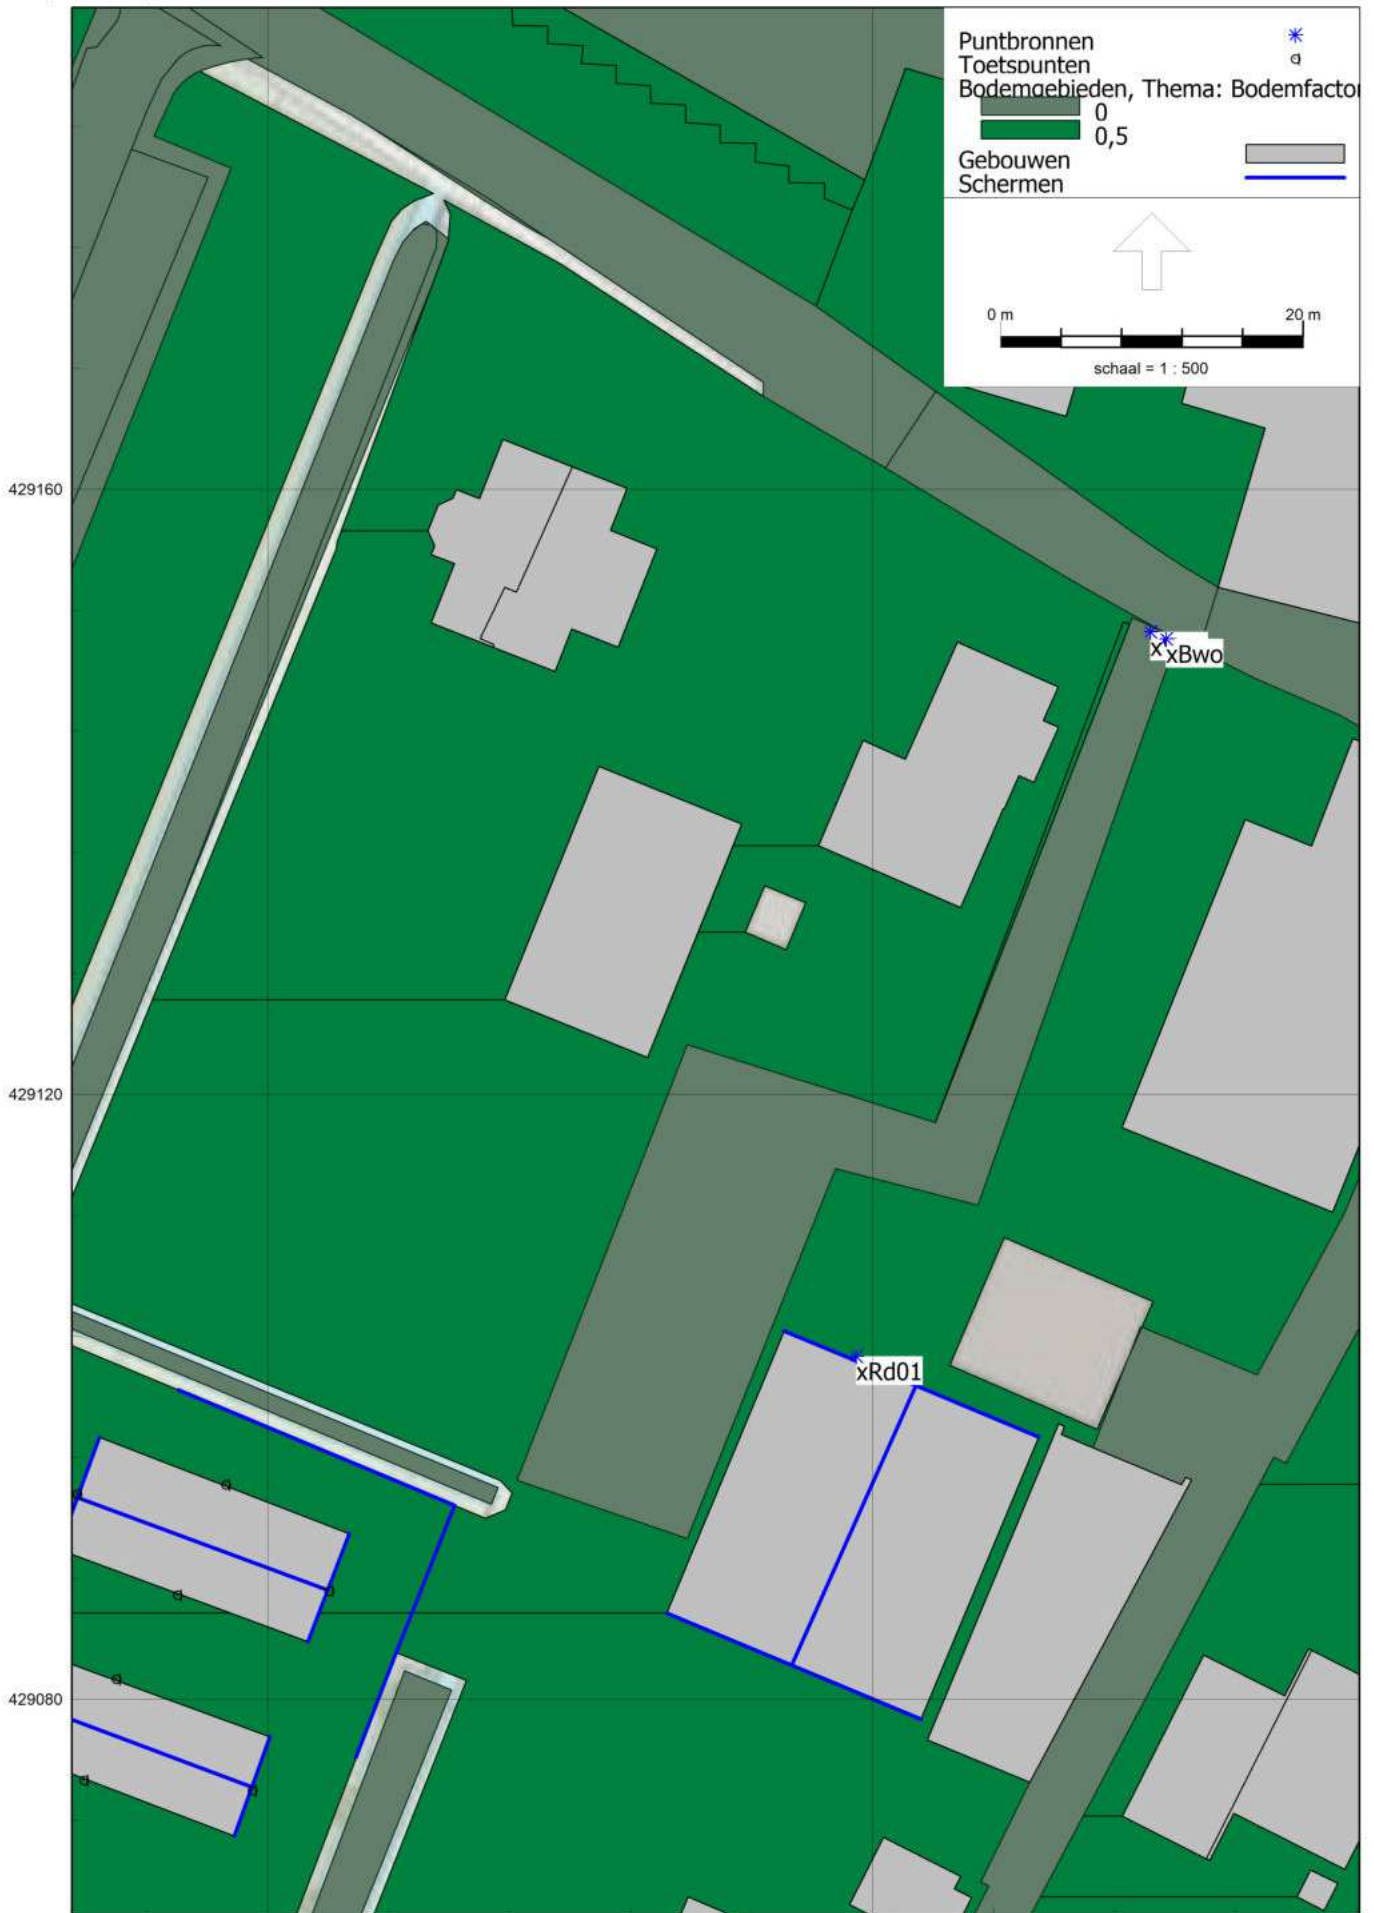 Puntbronnen
Toetspunten
Bodemgebieden, Thema: Bodemfactor
0
0,5
Gebouwen
Schermen
0 m 20 m
schaal = 1 : 500
429160
x xBwo
429120
xRd01
429080